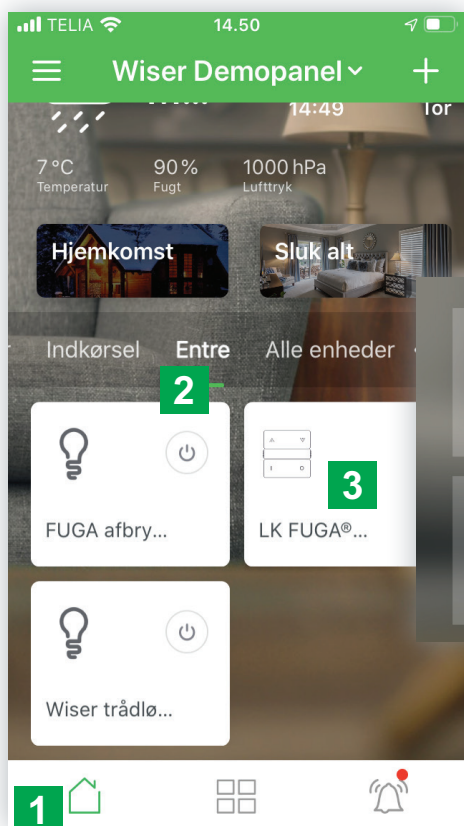 TELIA 14.50
Wiser Demopanel
14:49 Tor
7 °C 90 % 1000 hPa
Temperatur Fugt Lufttryk
Hjemkomst Sluk alt
Indkørsel Entre Alle enheder
2
3
FUGA afbry... LK FUGA®...
Wiser trådlø...
1